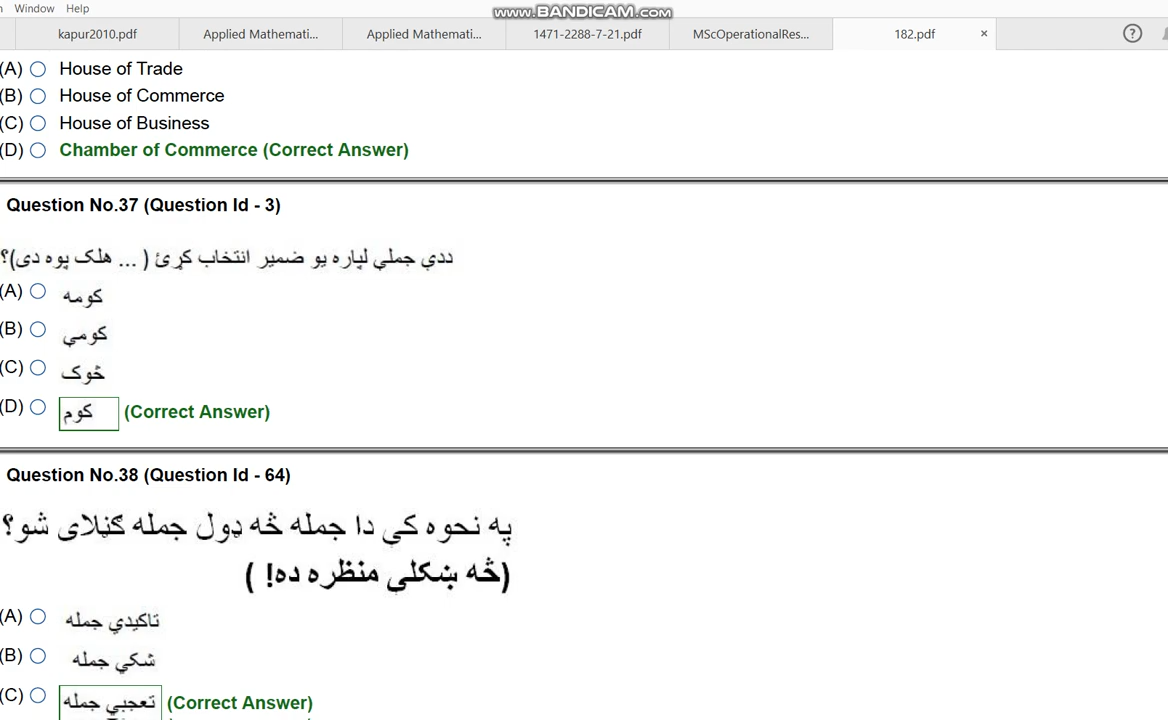 Window Help
www.BANDICAM.com
kapur2010.pdf Applied Mathemati... Applied Mathemati... 1471-2288-7-21.pdf MScOperationalRes... 182.pdf × ?
(A) House of Trade
(B) House of Commerce
(C) House of Business
(D) Chamber of Commerce (Correct Answer)
Question No.37 (Question Id - 3)
ددې جملې لپاره يو ضمير انتخاب کړئ ( ... هلک پوه دی)؟
(A) کومه
(B) کومې
(C) څوک
(D) کوم (Correct Answer)
Question No.38 (Question Id - 64)
په نحوه کې دا جمله څه ډول جمله ګڼلای شو؟
(څه ښکلې منظره ده! )
(A) تاکيدي جمله
(B) شکي جمله
(C) تعجبي جمله (Correct Answer)